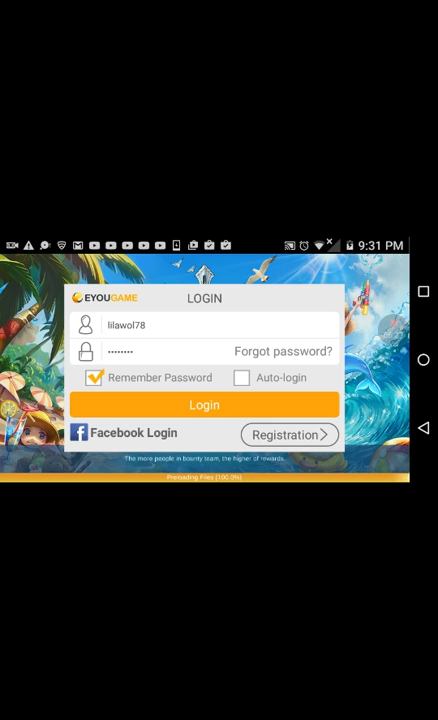 9:31 PM
EYOUGAME
LOGIN
lilawol78
••••••••
Forgot password?
Remember Password
Auto-login
Login
Facebook Login
Registration
The more people in bounty team, the higher of rewards.
Preloading Files (100.0%)